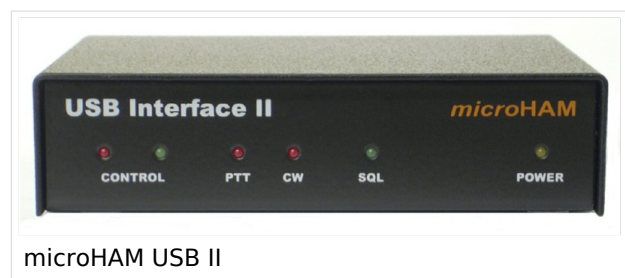 USB Interface II microHAM
CONTROL PTT CW SQL POWER
microHAM USB II